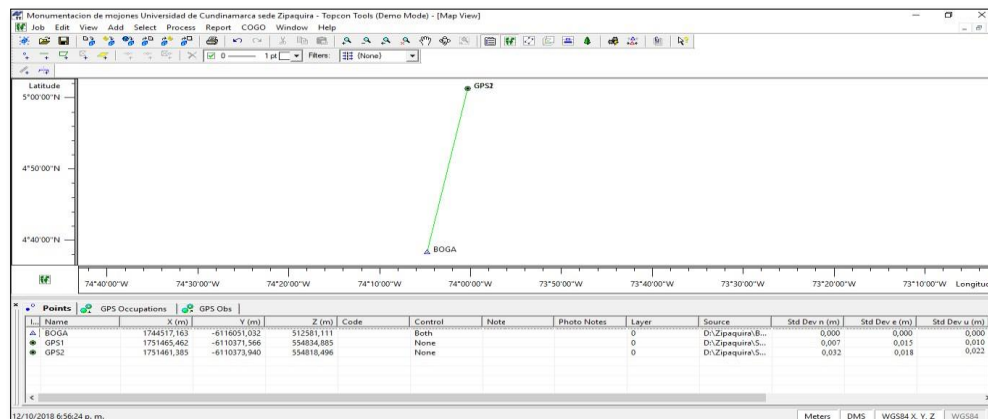 Monumentacion de mojones Universidad de Cundinamarca sede Zipaquira - Topcon Tools (Demo Mode) - [Map View]
Job Edit View Add Select Process Report COGO Window Help
0 1 pt Filters: {None}
Latitude
5°00'00"N
4°50'00"N
4°40'00"N
GPS1
BOGA
74°40'00"W 74°30'00"W 74°20'00"W 74°10'00"W 74°00'00"W 73°50'00"W 73°40'00"W 73°30'00"W 73°20'00"W 73°10'00"W Longitud
Points GPS Occupations GPS Obs
I... Name X (m) Y (m) Z (m) Code Control Note Photo Notes Layer Source Std Dev n (m) Std Dev e (m) Std Dev u (m)
BOGA 1744517,163 -6116051,032 512581,111 Both 0 D:\Zipaquira\B... 0,000 0,000 0,000
GPS1 1751465,462 -6110371,566 554834,885 None 0 D:\Zipaquira\S... 0,007 0,015 0,010
GPS2 1751461,385 -6110373,940 554818,496 None 0 D:\Zipaquira\S... 0,032 0,018 0,022
12/10/2018 6:56:24 p. m. Meters DMS WGS84 X, Y, Z WGS84